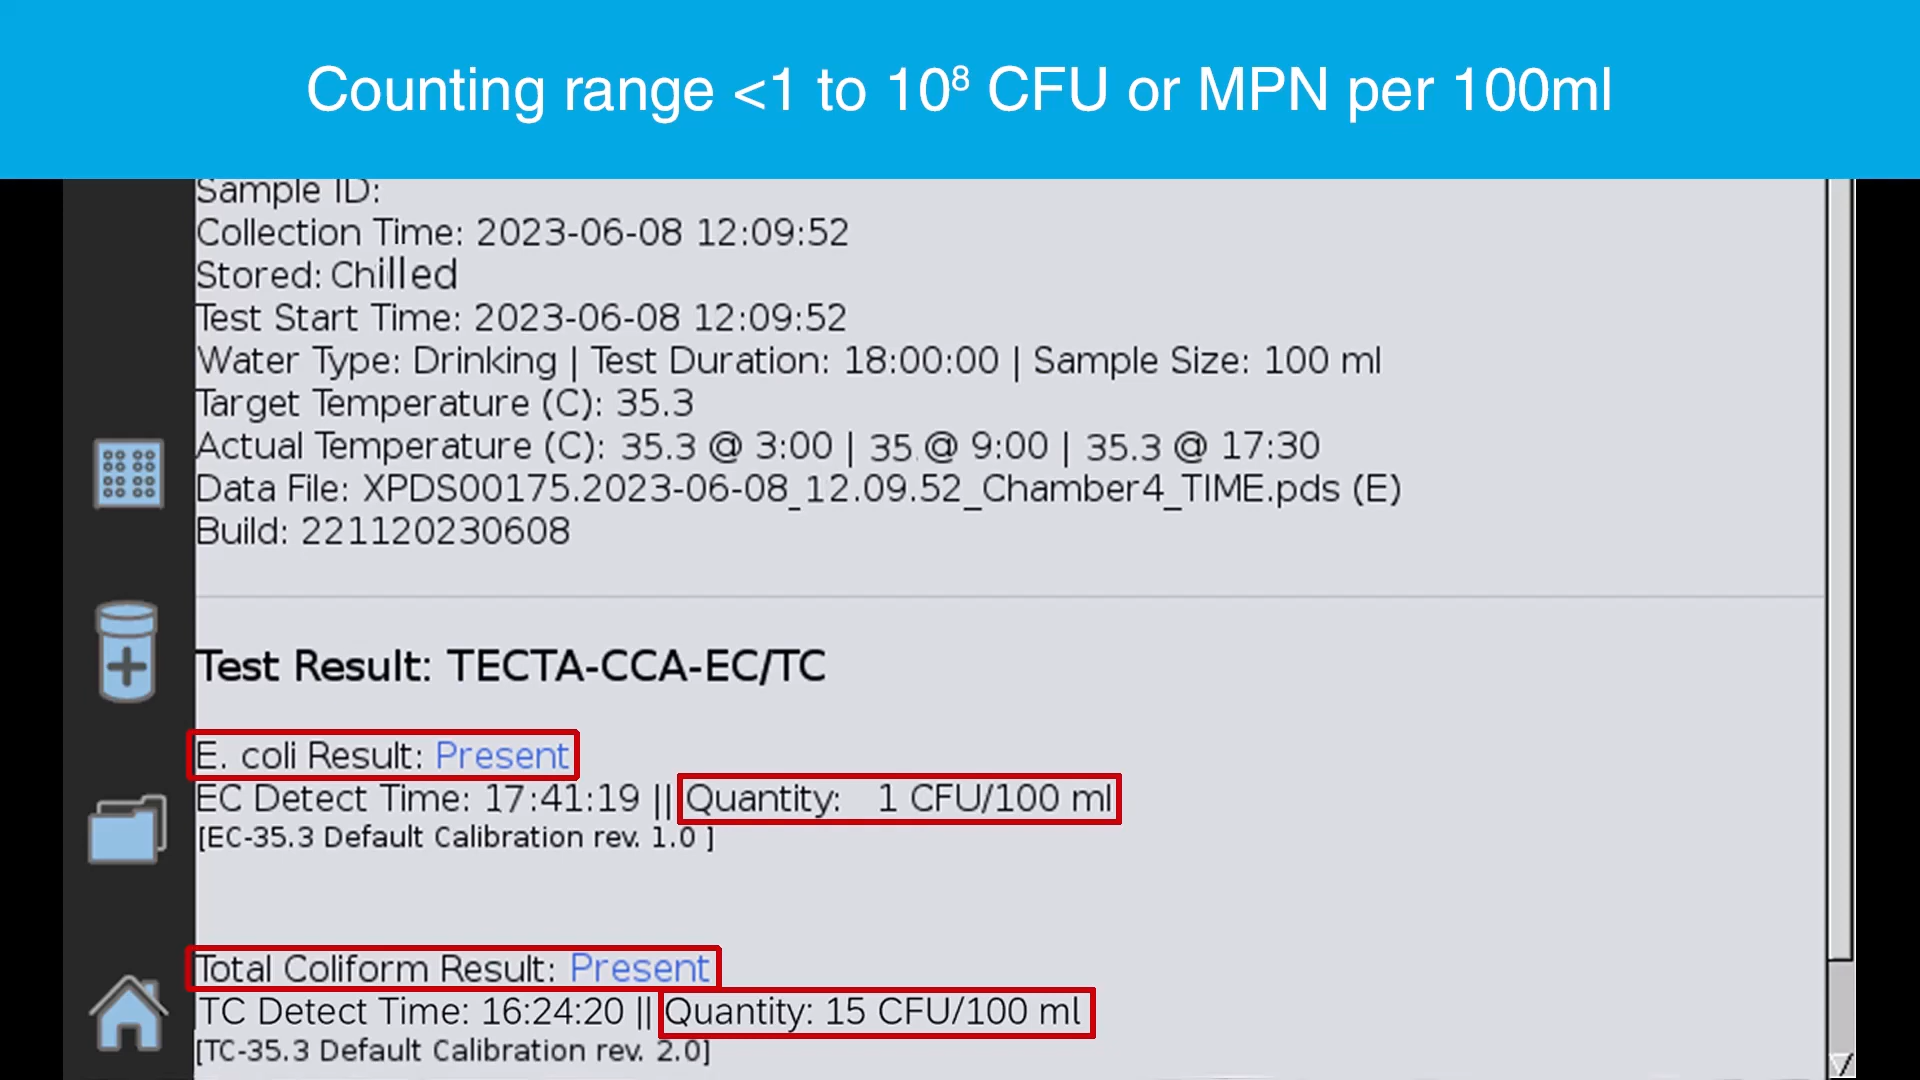 Counting range <1 to 10⁸ CFU or MPN per 100ml
Sample ID:
Collection Time: 2023-06-08 12:09:52
Stored: Chilled
Test Start Time: 2023-06-08 12:09:52
Water Type: Drinking | Test Duration: 18:00:00 | Sample Size: 100 ml
Target Temperature (C): 35.3
Actual Temperature (C): 35.3 @ 3:00 | 35.@ 9:00 | 35.3 @ 17:30
Data File: XPDS00175.2023-06-08_12.09.52_Chamber4_TIME.pds (E)
Build: 221120230608
Test Result: TECTA-CCA-EC/TC
E. coli Result: Present
EC Detect Time: 17:41:19 || Quantity: 1 CFU/100 ml
[EC-35.3 Default Calibration rev. 1.0 ]
Total Coliform Result: Present
TC Detect Time: 16:24:20 || Quantity: 15 CFU/100 ml
[TC-35.3 Default Calibration rev. 2.0]